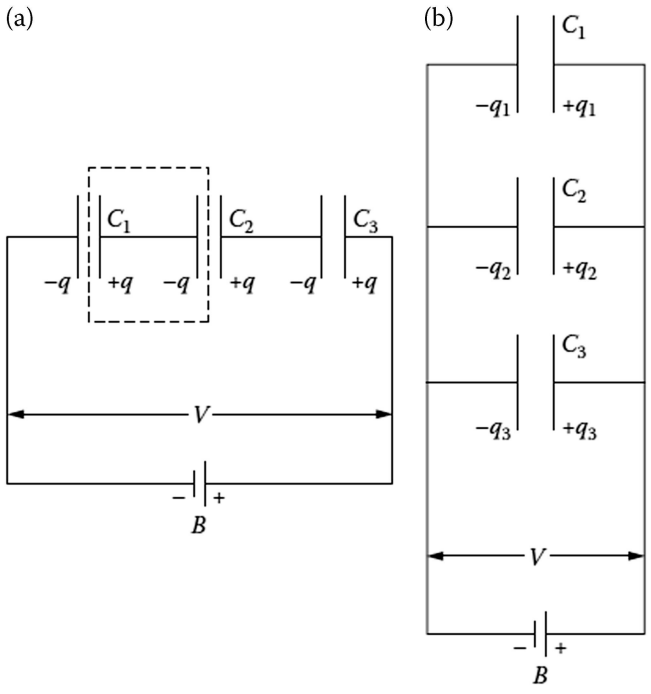 (a)
C1 C2 C3
−q +q −q +q −q +q
V
− +
B
(b)
C1
−q1 +q1
C2
−q2 +q2
C3
−q3 +q3
V
− +
B